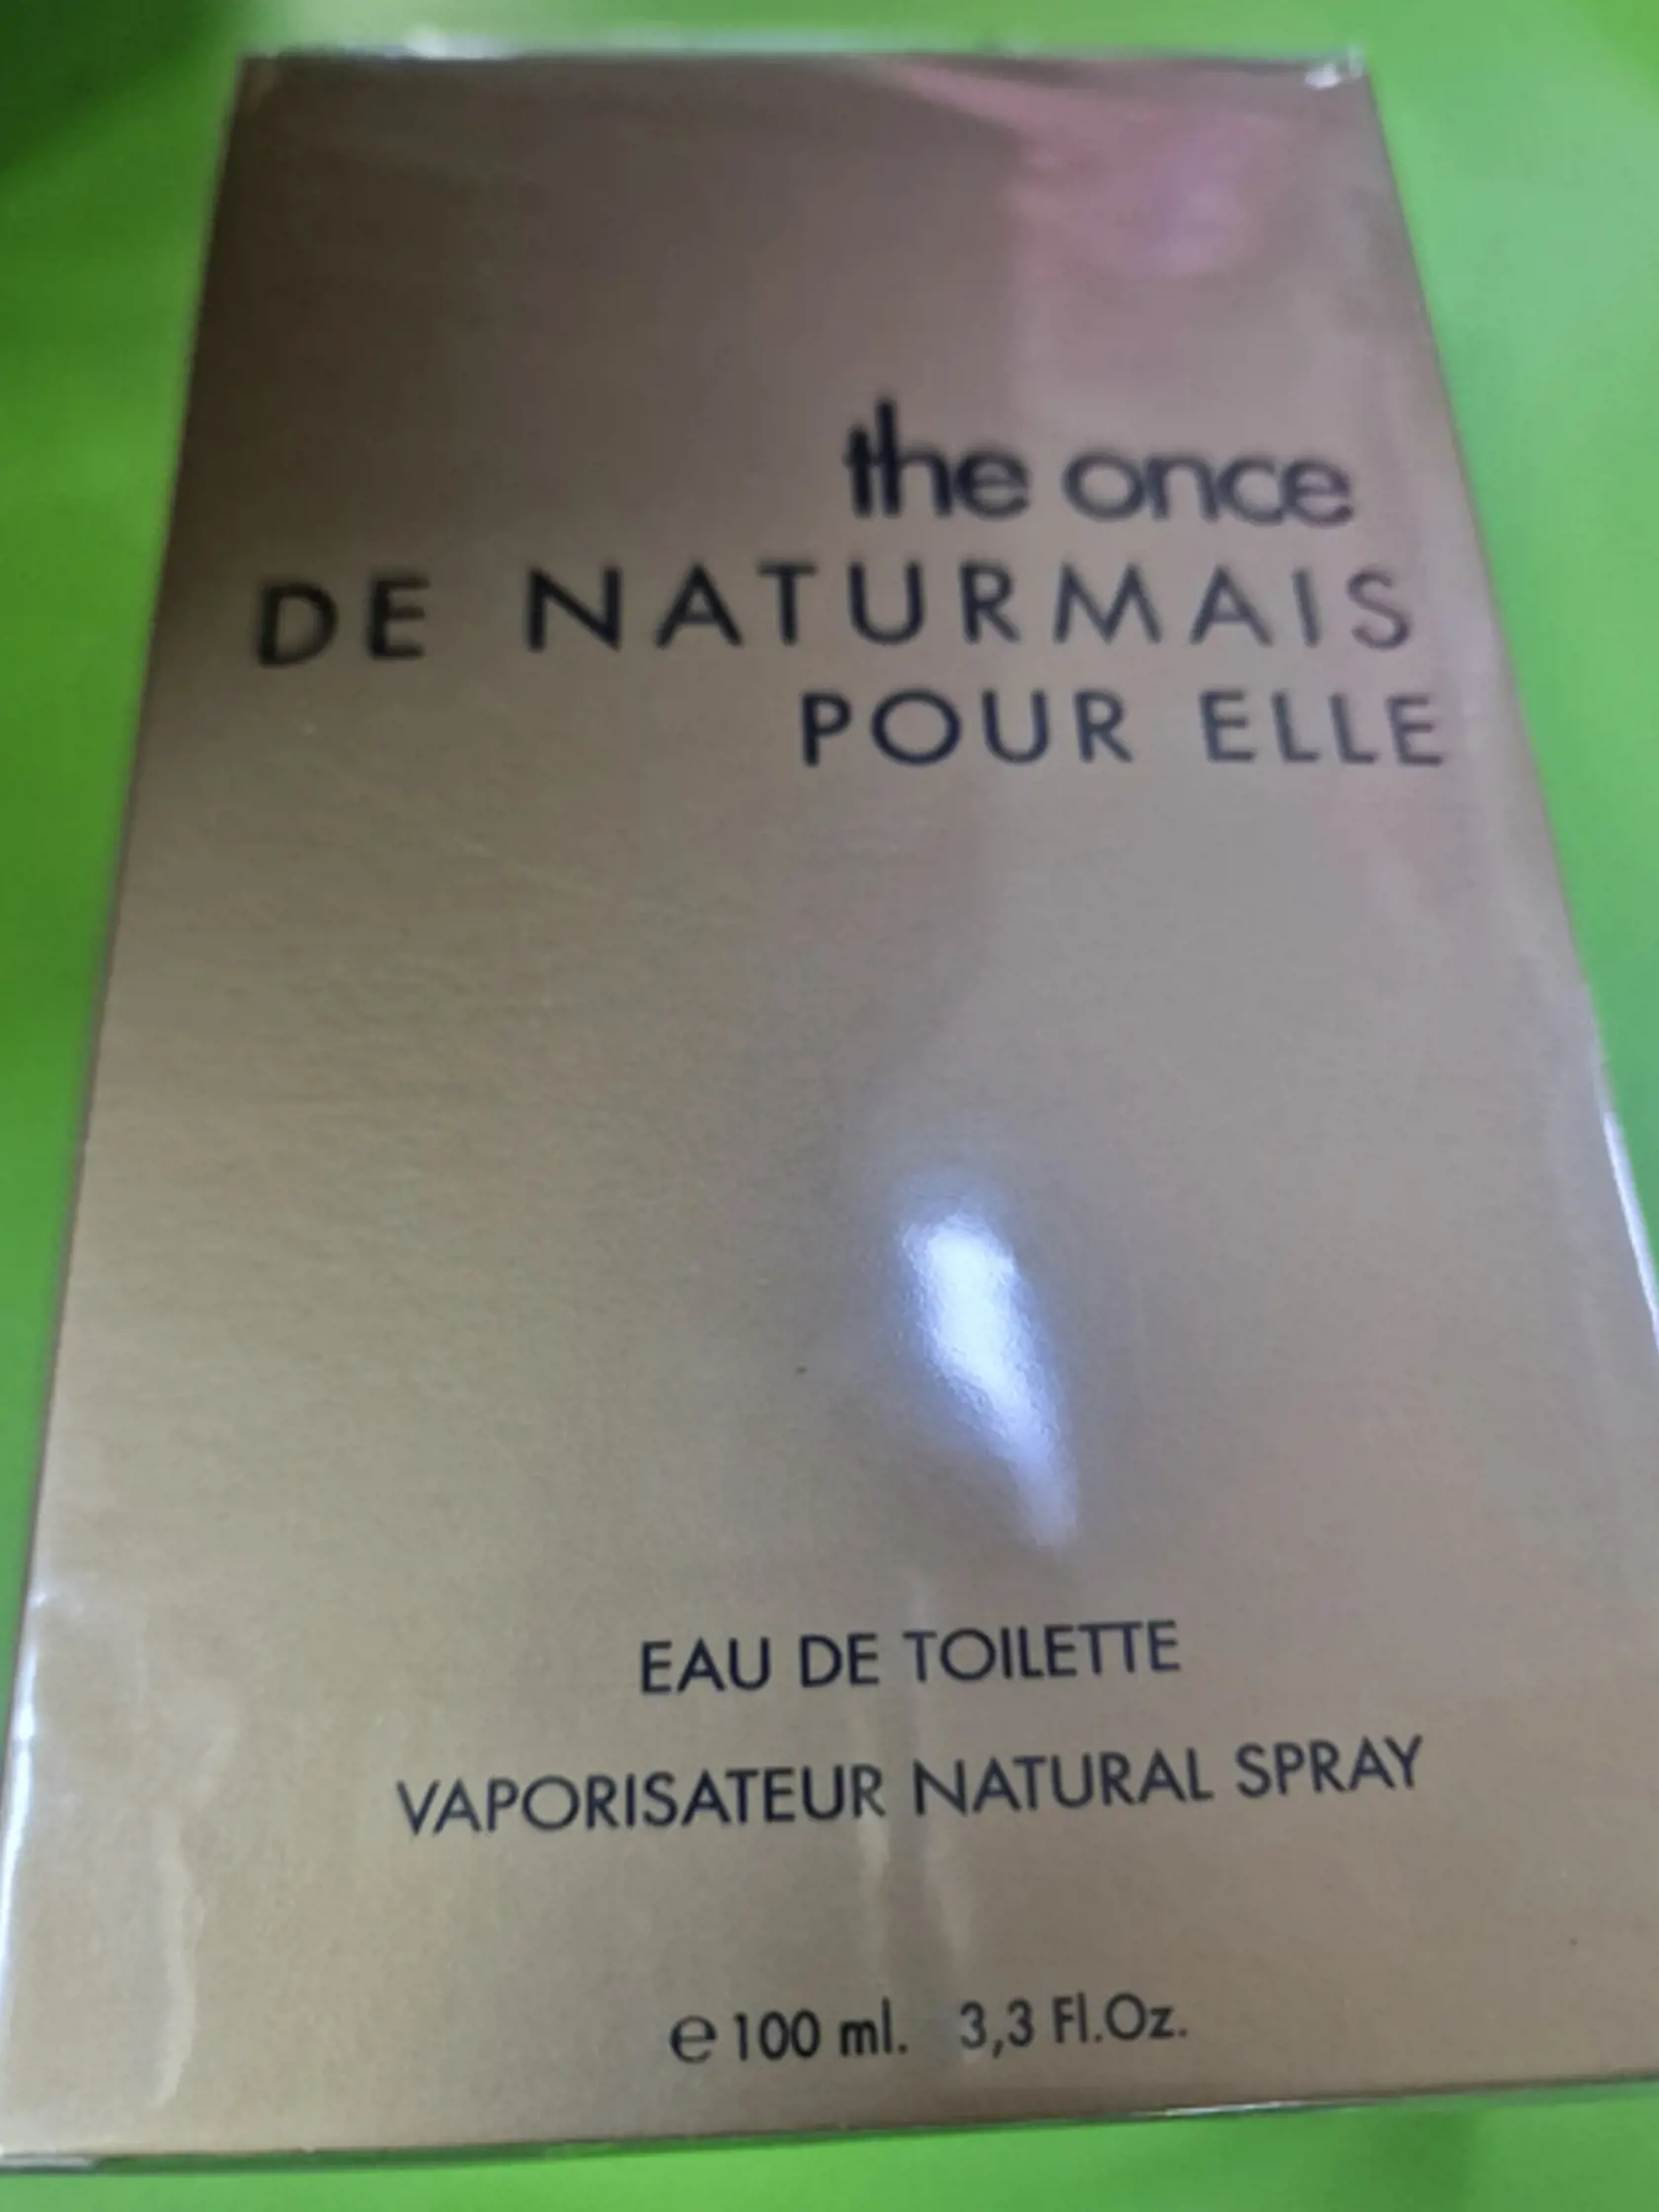 the once
DE NATURMAIS
POUR ELLE
EAU DE TOILETTE
VAPORISATEUR NATURAL SPRAY
℮ 100 ml. 3,3 Fl.Oz.